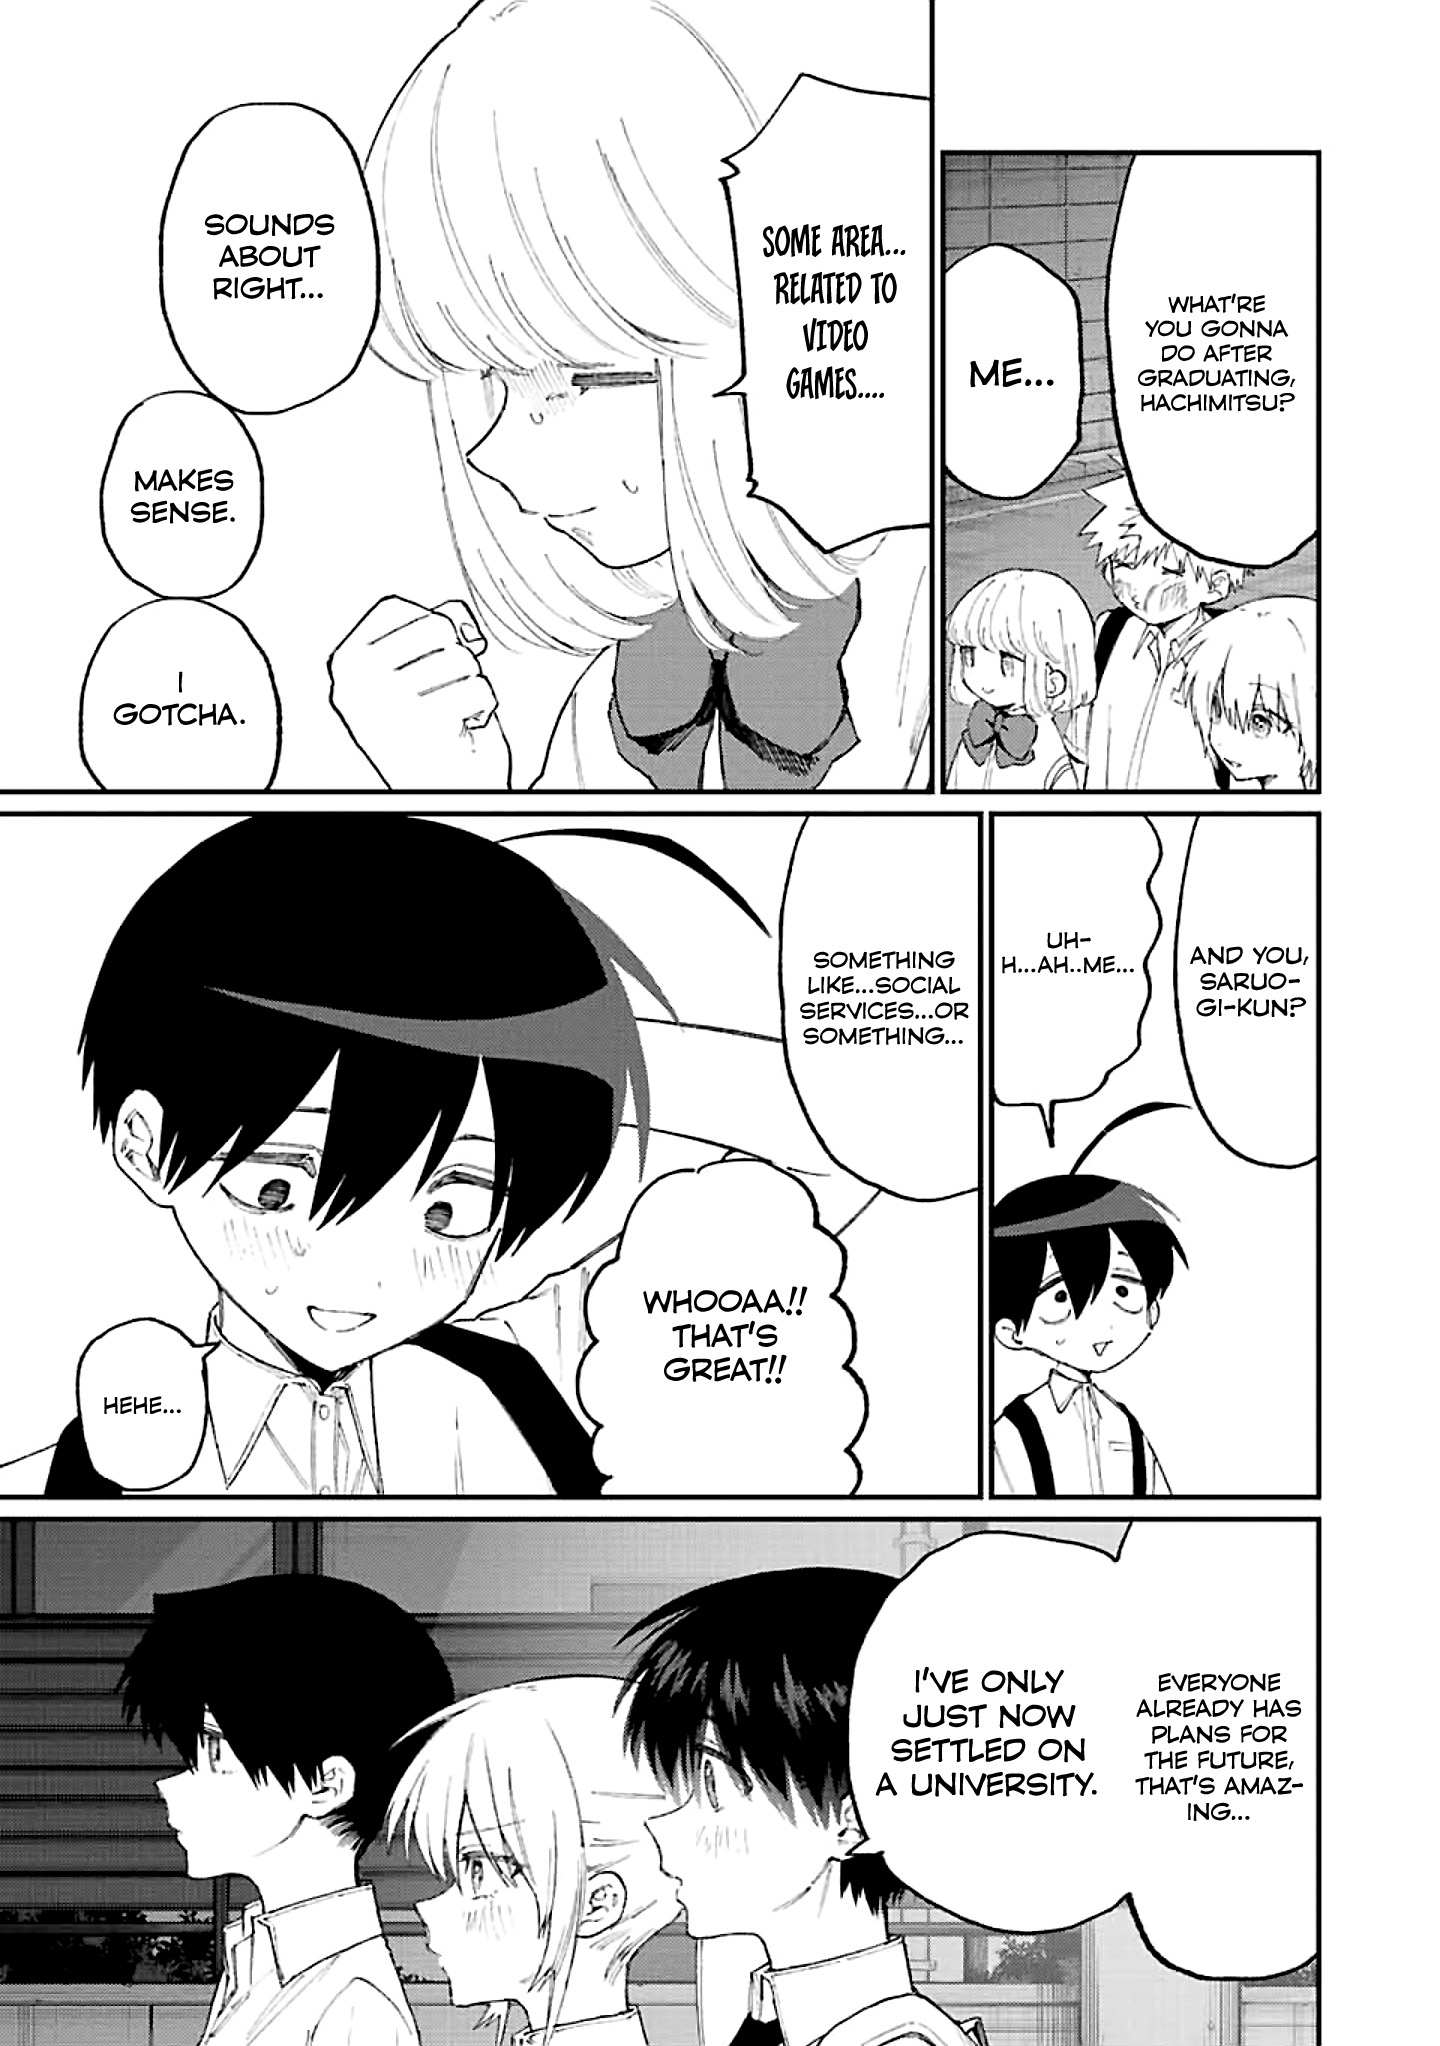 WHAT'RE
YOU GONNA
DO AFTER
GRADUATING,
HACHIMITSU?
ME...
SOME AREA...
RELATED TO
VIDEO
GAMES....
SOUNDS
ABOUT
RIGHT...
MAKES
SENSE.
I
GOTCHA.
AND YOU,
SARUO-
GI-KUN?
UH-
H...AH..ME...
SOMETHING
LIKE...SOCIAL
SERVICES...OR
SOMETHING...
WHOOAA!!
THAT'S
GREAT!!
HEHE...
EVERYONE
ALREADY HAS
PLANS FOR
THE FUTURE,
THAT'S AMAZ-
ING...
I'VE ONLY
JUST NOW
SETTLED ON
A UNIVERSITY.